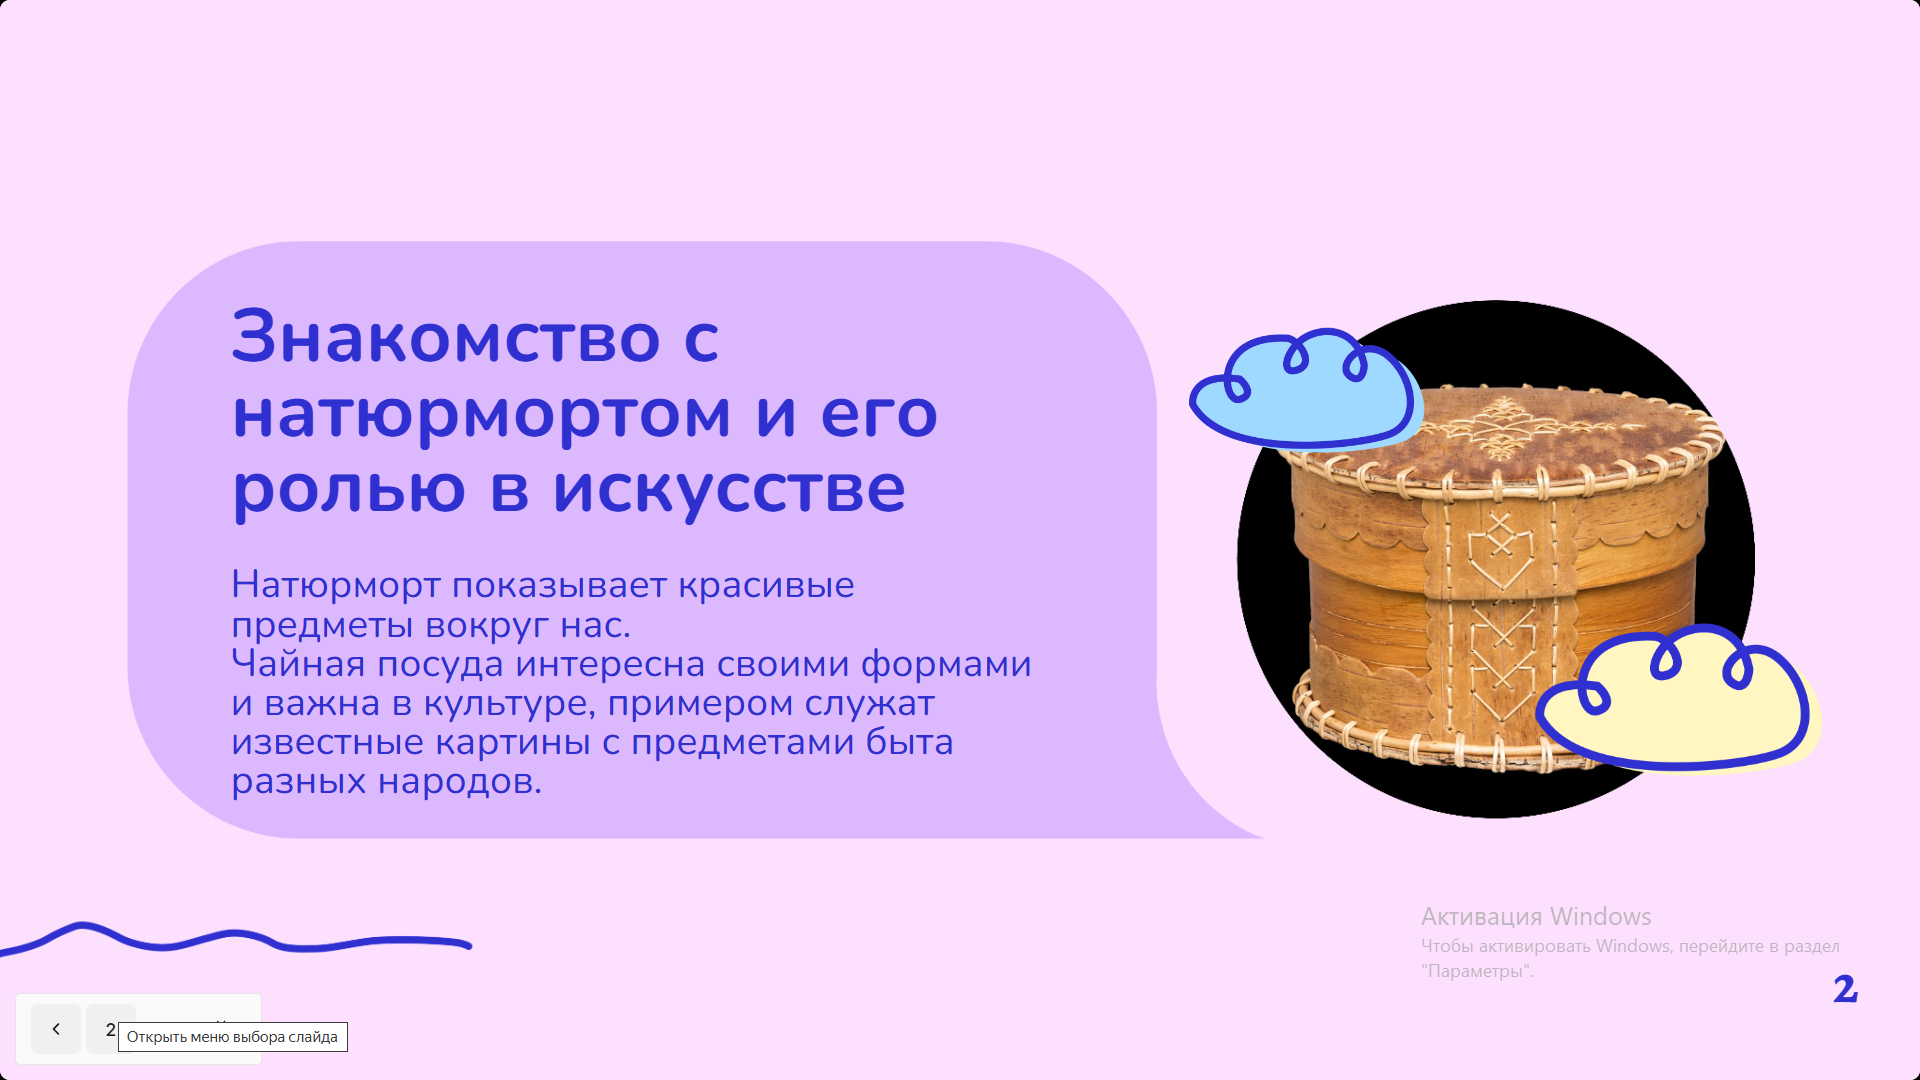 Знакомство с
натюрмортом и его
ролью в искусстве
Натюрморт показывает красивые
предметы вокруг нас.
Чайная посуда интересна своими формами
и важна в культуре, примером служат
известные картины с предметами быта
разных народов.
Активация Windows
Чтобы активировать Windows, перейдите в раздел
"Параметры".
2
2
Открыть меню выбора слайда